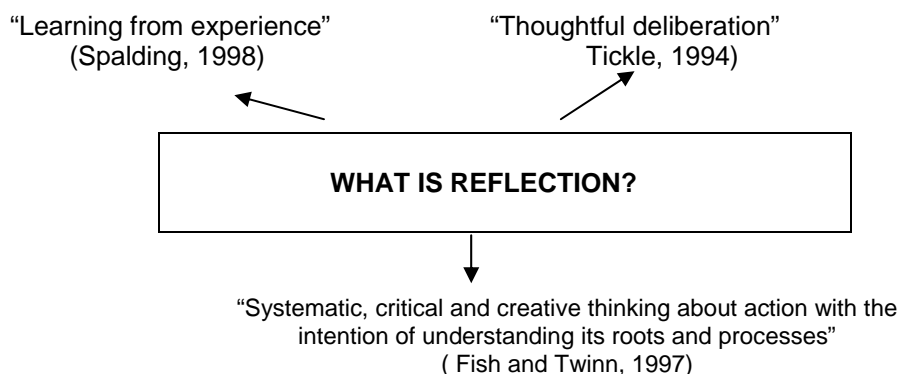 “Learning from experience”
(Spalding, 1998)
“Thoughtful deliberation”
Tickle, 1994)
WHAT IS REFLECTION?
“Systematic, critical and creative thinking about action with the
intention of understanding its roots and processes”
( Fish and Twinn, 1997)